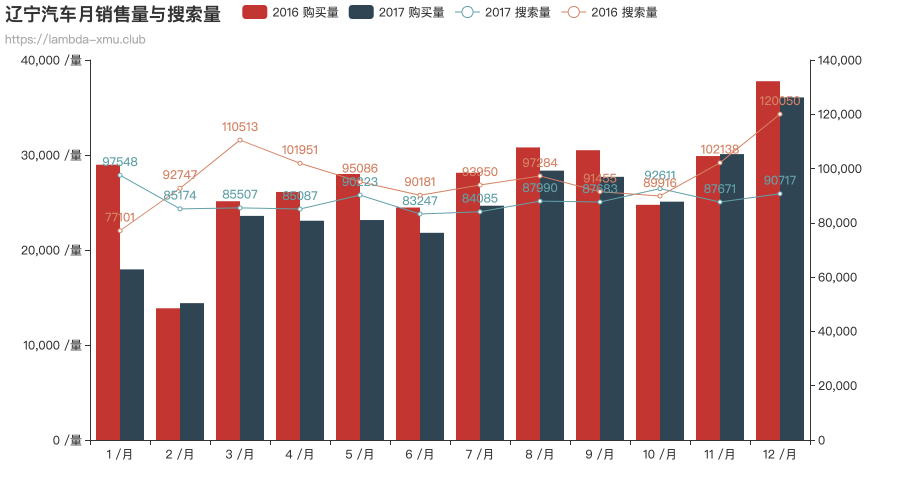 辽宁汽车月销售量与搜索量
2016 购买量 2017 购买量 2017 搜索量 2016 搜索量
https://lambda-xmu.club
40,000 /量
30,000 /量
20,000 /量
10,000 /量
0 /量
140,000
120,000
100,000
80,000
60,000
40,000
20,000
0
97548 85174 85507 85087 90223 83247 84085 87990 87683 92611 87671 90717
77101 92747 110513 101951 95086 90181 93950 97284 91455 89916 102138 120050
1 /月 2 /月 3 /月 4 /月 5 /月 6 /月 7 /月 8 /月 9 /月 10 /月 11 /月 12 /月